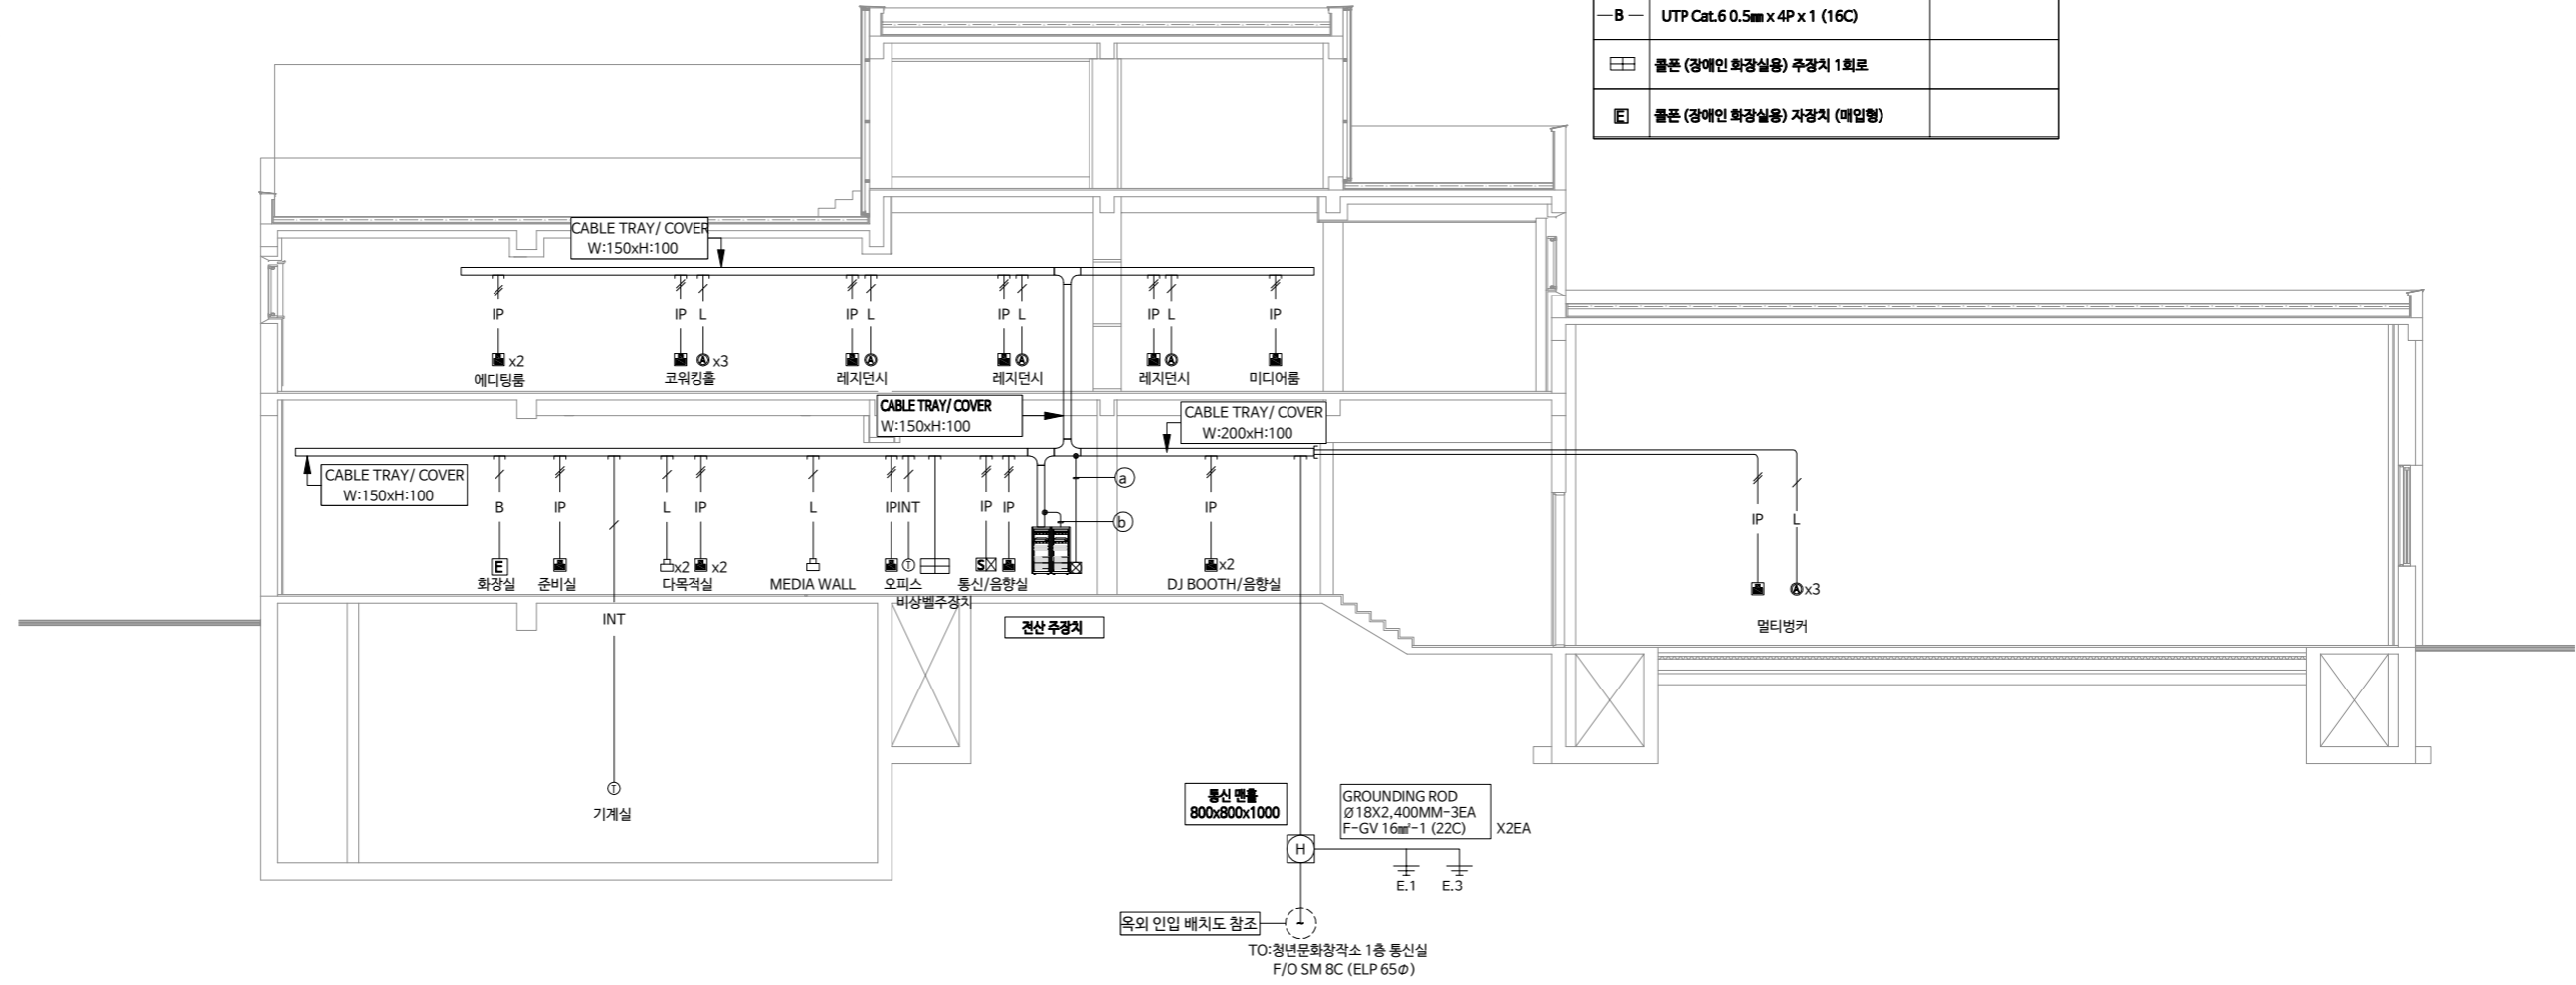 —B— UTP Cat.6 0.5㎜ x 4P x 1 (16C)
콜폰 (장애인 화장실용) 주장치 1회로
E 콜폰 (장애인 화장실용) 자장치 (매입형)
CABLE TRAY/ COVER
W:150xH:100
IP IP L IP L IP L IP L IP
x2 A x3 A A A
에디팅룸 코워킹홀 레지던시 레지던시 레지던시 미디어룸
CABLE TRAY/ COVER
W:150xH:100
CABLE TRAY/ COVER
W:200xH:100
CABLE TRAY/ COVER
W:150xH:100
a
B IP L IP L IP INT IP IP IP
b
IP L
E x2 x2 T S x2
화장실 준비실 다목적실 MEDIA WALL 오피스 통신/음향실 DJ BOOTH/음향실
비상벨주장치
A x3
INT
전산 주장치
멀티벙커
T
기계실
통신 맨홀
800x800x1000
GROUNDING ROD
Ø18X2,400MM-3EA
F-GV 16㎟-1 (22C) X2EA
H
E.1 E.3
옥외 인입 배치도 참조
TO:청년문화창작소 1층 통신실
F/O SM 8C (ELP 65Ø)